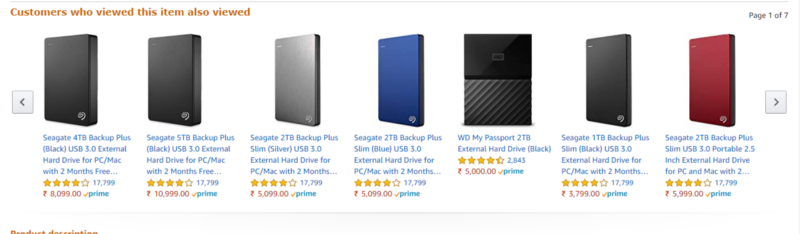 Customers who viewed this item also viewed
Page 1 of 7
Seagate 4TB Backup Plus
(Black) USB 3.0 External
Hard Drive for PC/Mac
with 2 Months Free...
17,799
₹ 8,099.00 prime
Seagate 5TB Backup Plus
(Black) USB 3.0 External
Hard Drive for PC/Mac
with 2 Months Free...
17,799
₹ 10,999.00 prime
Seagate 2TB Backup Plus
Slim (Silver) USB 3.0
External Hard Drive for
PC/Mac with 2 Months...
17,799
₹ 5,099.00 prime
Seagate 2TB Backup Plus
Slim (Blue) USB 3.0
External Hard Drive for
PC/Mac with 2 Months...
17,799
₹ 5,099.00 prime
WD
WD My Passport 2TB
External Hard Drive (Black)
2,843
₹ 5,000.00 prime
Seagate 1TB Backup Plus
Slim (Black) USB 3.0
External Hard Drive for
PC/Mac with 2 Months...
17,799
₹ 3,799.00 prime
Seagate 2TB Backup Plus
Slim USB 3.0 Portable 2.5
Inch External Hard Drive
for PC and Mac with 2...
17,799
₹ 5,999.00 prime
Product description